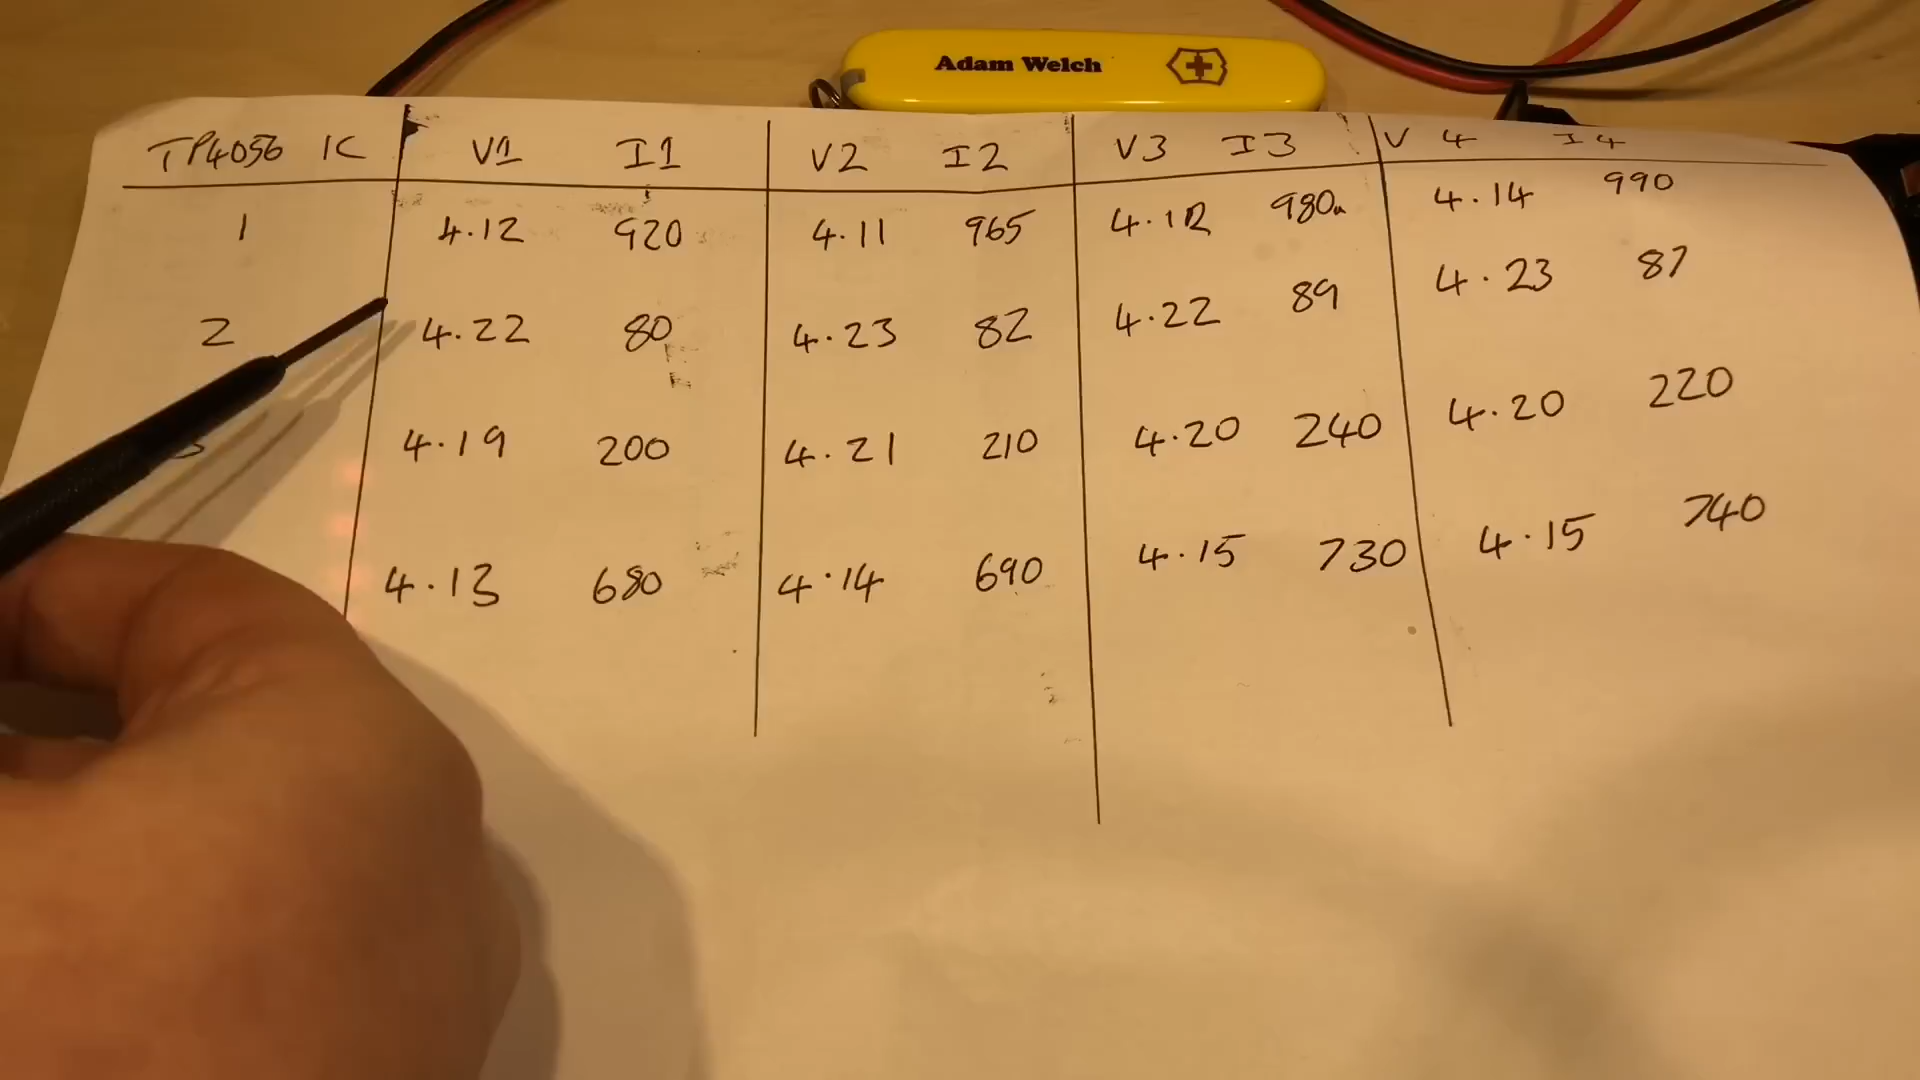 Adam Welch
TP4056 IC V1 I1 V2 I2 V3 I3 V4 I4
1 4.12 920 4.11 965 4.12 980 4.14 990
2 4.22 80 4.23 82 4.22 89 4.23 87
4.19 200 4.21 210 4.20 240 4.20 220
4.13 680 4.14 690 4.15 730 4.15 740